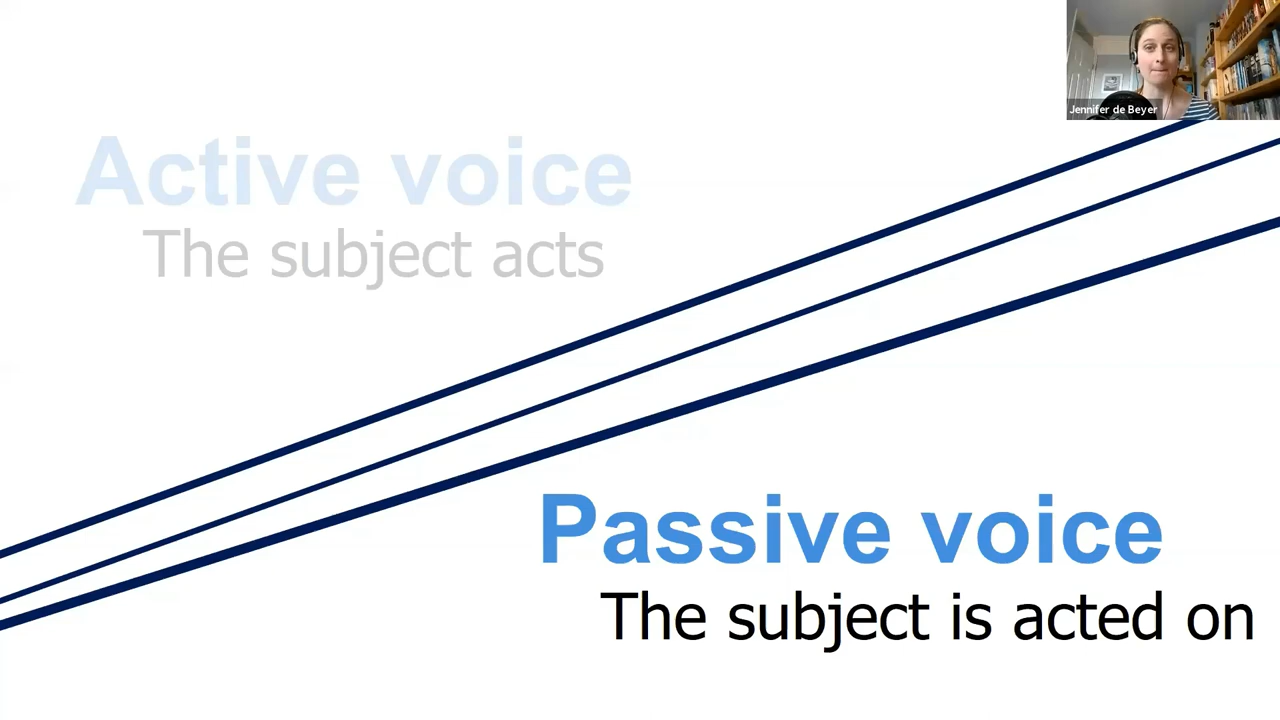 Jennifer de Beyer
Active voice
The subject acts
Passive voice
The subject is acted on